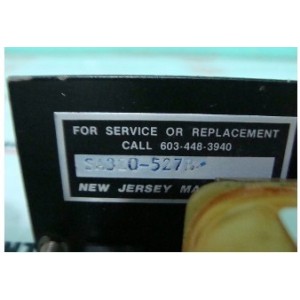 FOR SERVICE OR REPLACEMENT
CALL 603-448-3940
NEW JERSEY